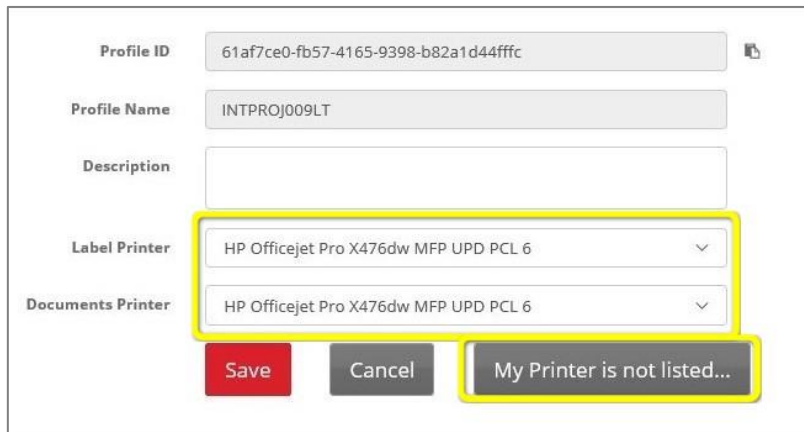 Profile ID 61af7ce0-fb57-4165-9398-b82a1d44fffc
Profile Name INTPROJ009LT
Description
Label Printer HP Officejet Pro X476dw MFP UPD PCL 6
Documents Printer HP Officejet Pro X476dw MFP UPD PCL 6
Save Cancel My Printer is not listed...